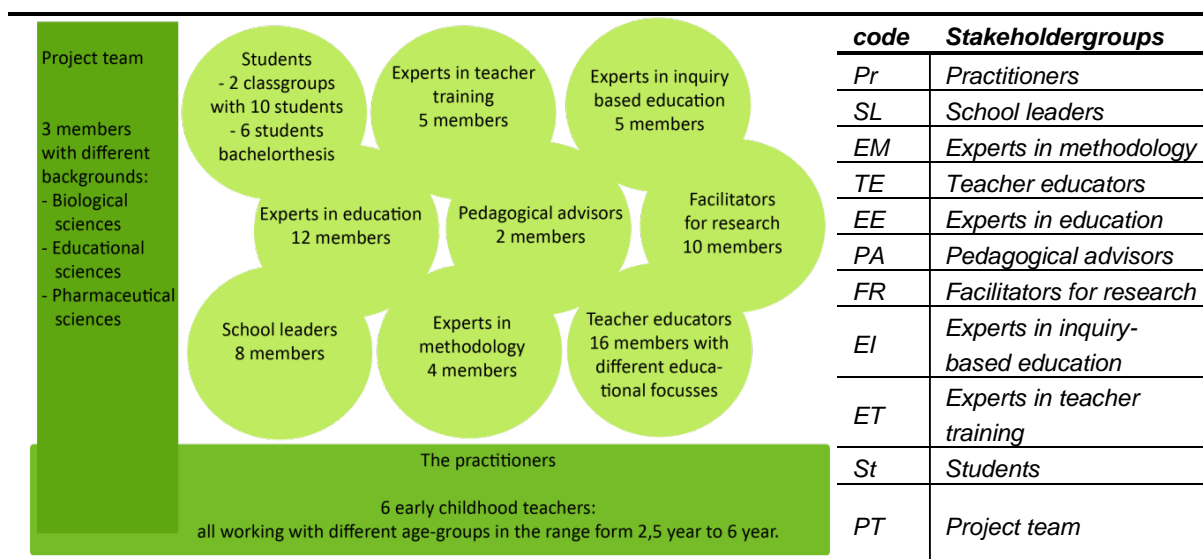 Project team
3 members
with different
backgrounds:
- Biological
sciences
- Educational
sciences
- Pharmaceutical
sciences
Students
- 2 classgroups
with 10 students
- 6 students
bachelorthesis
Experts in teacher
training
5 members
Experts in inquiry
based education
5 members
Experts in education
12 members
Pedagogical advisors
2 members
Facilitators
for research
10 members
School leaders
8 members
Experts in
methodology
4 members
Teacher educators
16 members with
different educa-
tional focusses
The practitioners
6 early childhood teachers:
all working with different age-groups in the range form 2,5 year to 6 year.
code Stakeholdergroups
Pr Practitioners
SL School leaders
EM Experts in methodology
TE Teacher educators
EE Experts in education
PA Pedagogical advisors
FR Facilitators for research
EI Experts in inquiry-
based education
ET Experts in teacher
training
St Students
PT Project team